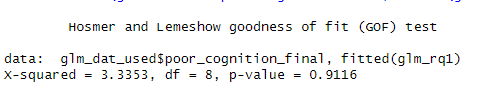 Hosmer and Lemeshow goodness of fit (GOF) test
data:  glm_dat_used$poor_cognition_final, fitted(glm_rq1)
X-squared = 3.3353, df = 8, p-value = 0.9116